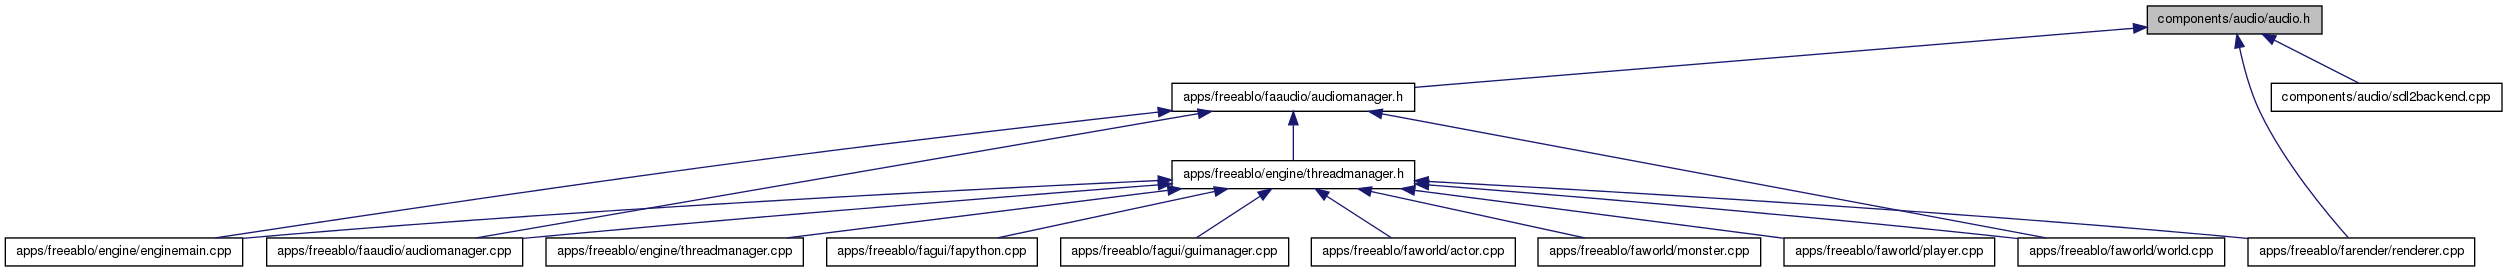 components/audio/audio.h
apps/freeablo/faaudio/audiomanager.h
components/audio/sdl2backend.cpp
apps/freeablo/engine/threadmanager.h
apps/freeablo/engine/enginemain.cpp
apps/freeablo/faaudio/audiomanager.cpp
apps/freeablo/engine/threadmanager.cpp
apps/freeablo/fagui/fapython.cpp
apps/freeablo/fagui/guimanager.cpp
apps/freeablo/faworld/actor.cpp
apps/freeablo/faworld/monster.cpp
apps/freeablo/faworld/player.cpp
apps/freeablo/faworld/world.cpp
apps/freeablo/farender/renderer.cpp